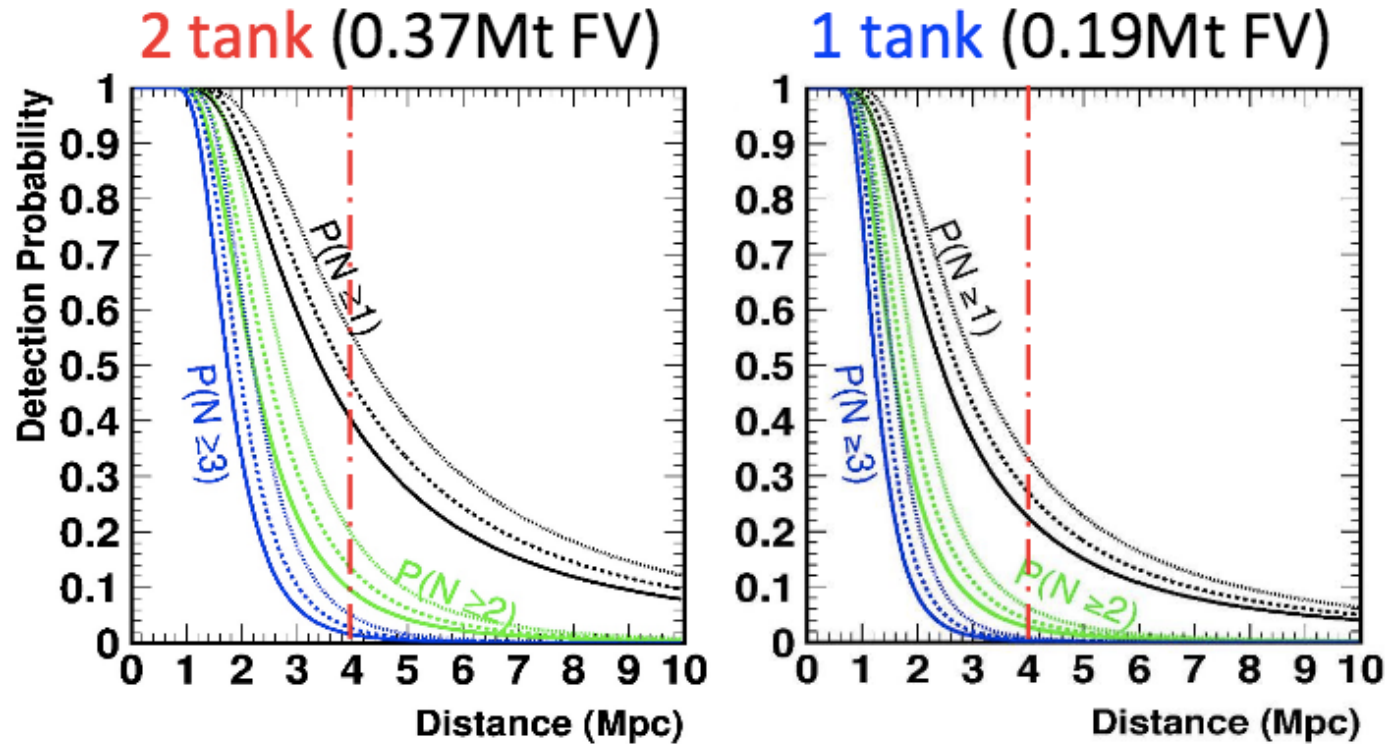 2 tank (0.37Mt FV)
Detection Probability
1
0.9
0.8
0.7
0.6
0.5
0.4
0.3
0.2
0.1
0
P(N ≥1)
P(N ≥3)
P(N ≥2)
0 1 2 3 4 5 6 7 8 9 10
Distance (Mpc)
1 tank (0.19Mt FV)
1
0.9
0.8
0.7
0.6
0.5
0.4
0.3
0.2
0.1
0
P(N ≥1)
P(N ≥3)
P(N ≥2)
0 1 2 3 4 5 6 7 8 9 10
Distance (Mpc)